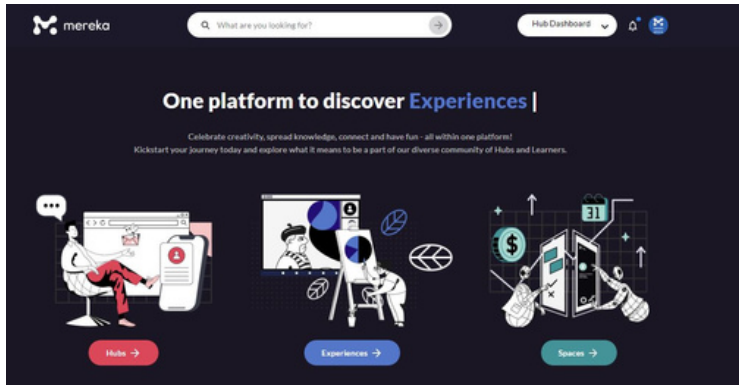 mereka
What are you looking for?
Hub Dashboard
One platform to discover Experiences |
Celebrate creativity, spread knowledge, connect and have fun - all within one platform!
Kickstart your journey today and explore what it means to be a part of our diverse community of Hubs and Learners.
31
$
Hubs →
Experiences →
Spaces →